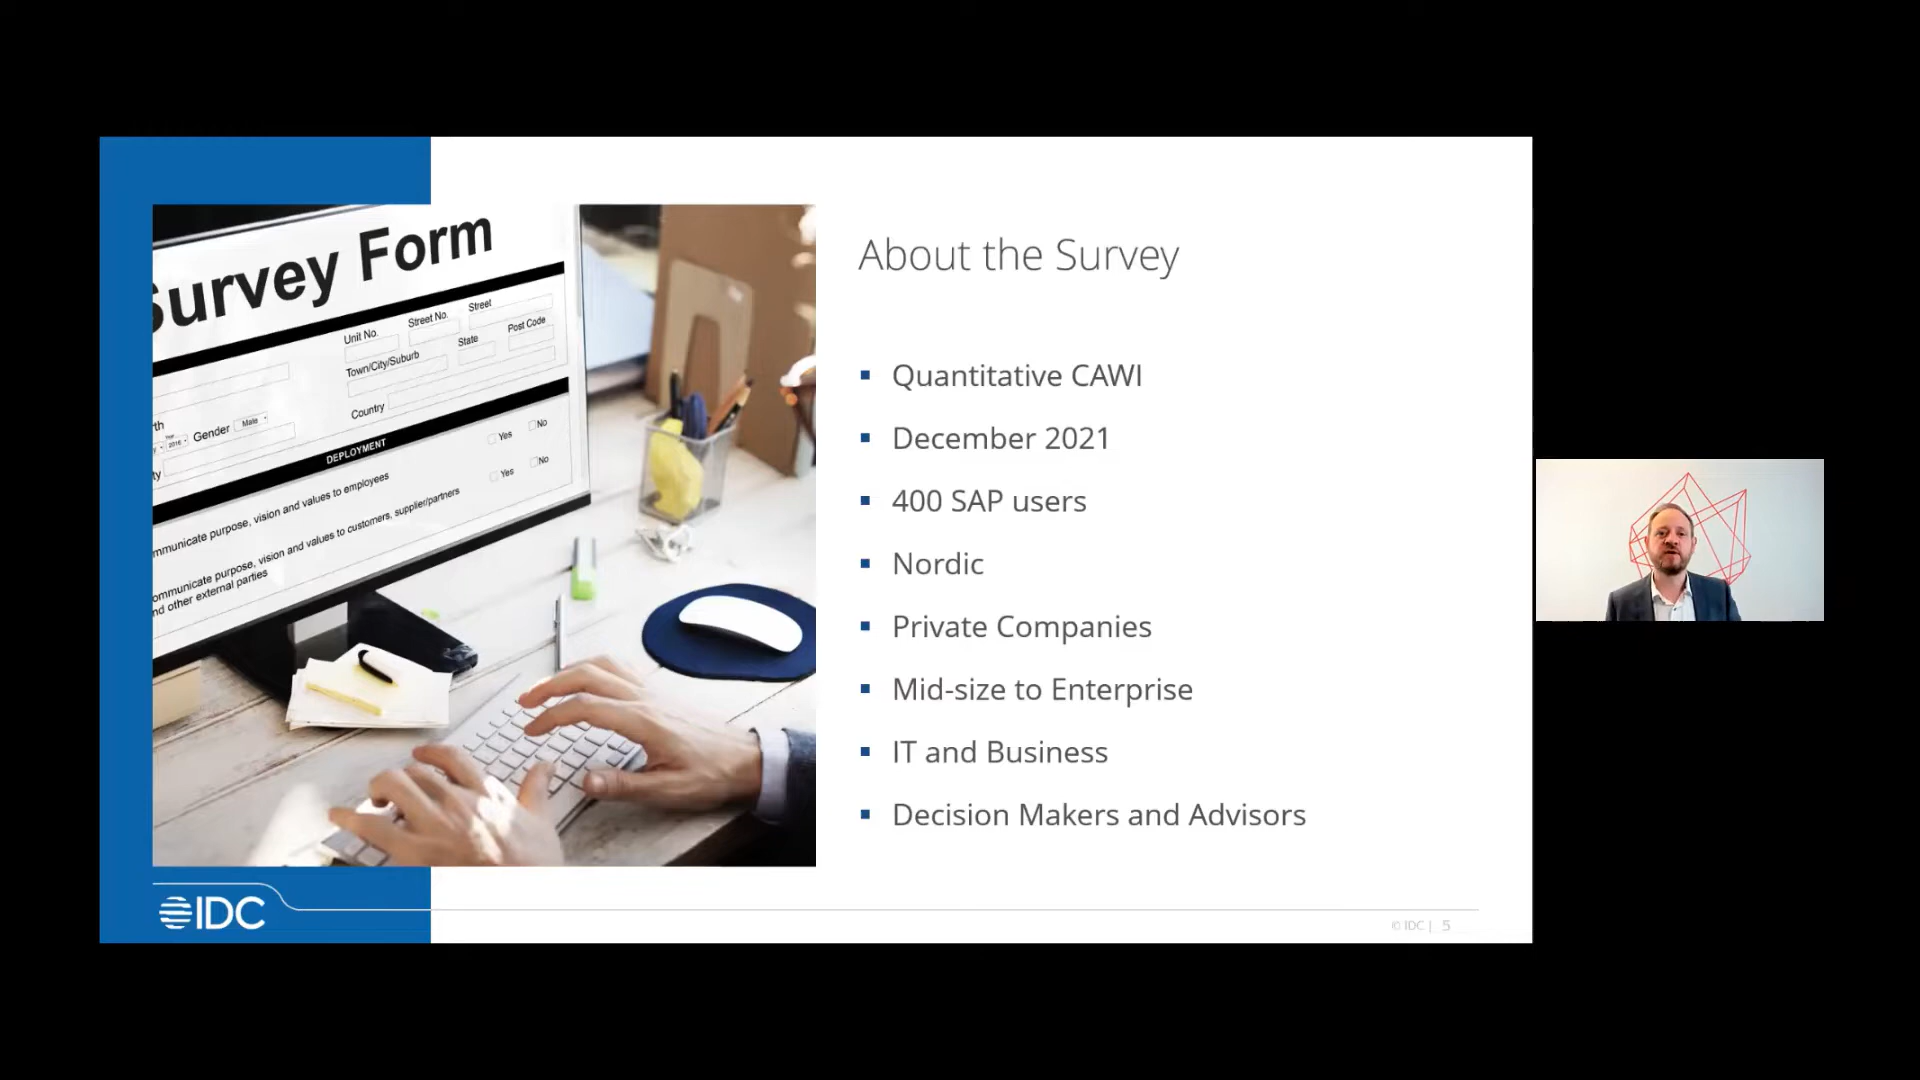 Survey Form
Unit No.
Street No.
Street
Town/City/Suburb
State
Post Code
Country
Gender
Male
2016
DEPLOYMENT
Yes
No
Yes
No
purpose, vision and values to employees
purpose, vision and values to customers, supplier/partners
other external parties
About the Survey
Quantitative CAWI
December 2021
400 SAP users
Nordic
Private Companies
Mid-size to Enterprise
IT and Business
Decision Makers and Advisors
IDC
© IDC | 5